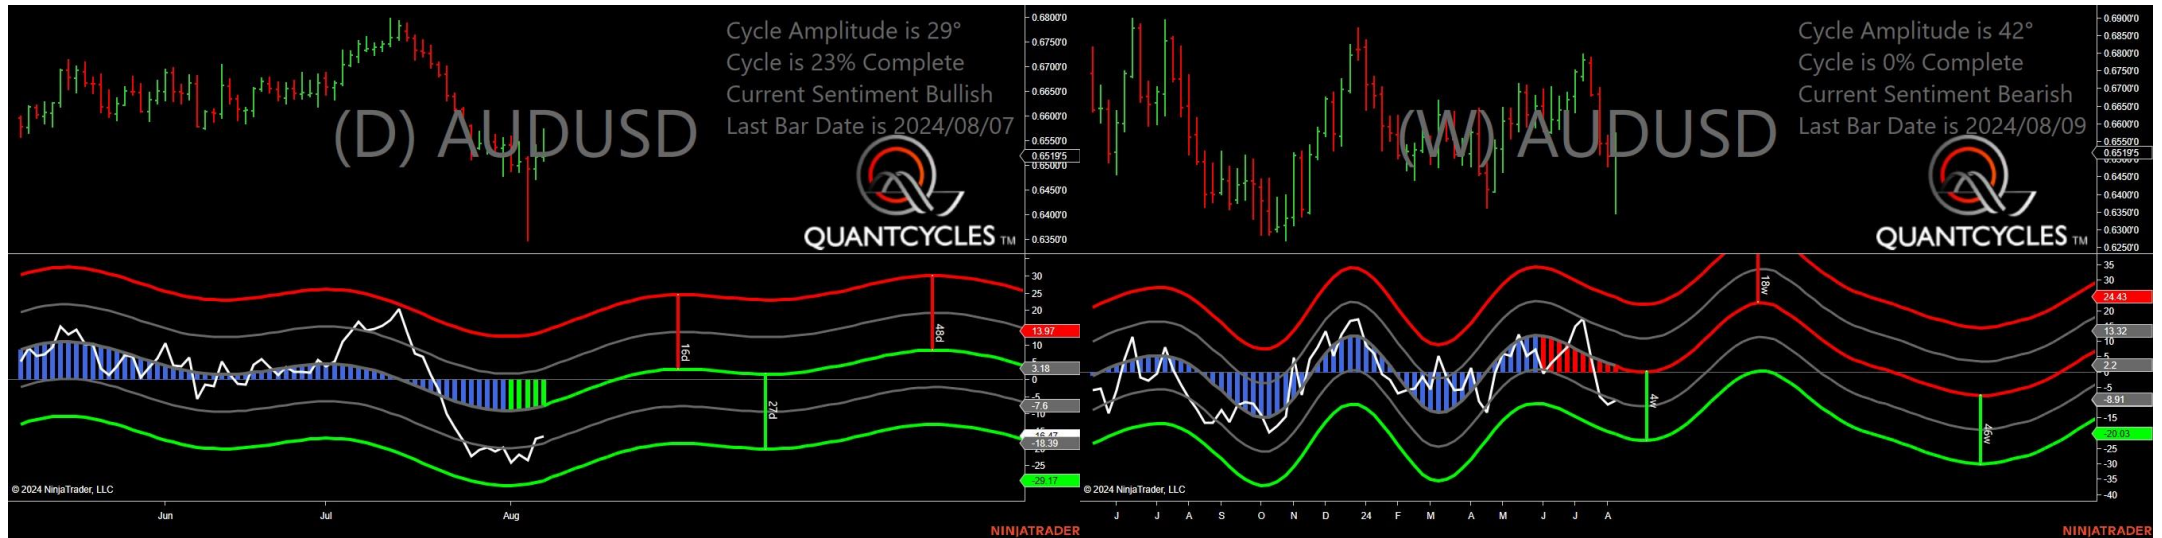 Cycle Amplitude is 29°
Cycle is 23% Complete
Current Sentiment Bullish
Last Bar Date is 2024/08/07
(D) AUDUSD
QUANTCYCLES TM
0.6800'0
0.6750'0
0.6700'0
0.6650'0
0.6600'0
0.6550'0
0.6519'5
0.6500'0
0.6450'0
0.6400'0
0.6350'0
30
25
20
13.97
10
5
3.18
0
-5
-7.6
-10
-16.47
-18.39
-25
-29.17
16d
27d
48d
© 2024 NinjaTrader, LLC
Jun
Jul
Aug
NINJATRADER
Cycle Amplitude is 42°
Cycle is 0% Complete
Current Sentiment Bearish
Last Bar Date is 2024/08/09
(W) AUDUSD
QUANTCYCLES TM
0.6900'0
0.6850'0
0.6800'0
0.6750'0
0.6700'0
0.6650'0
0.6600'0
0.6550'0
0.6519'5
0.6450'0
0.6400'0
0.6350'0
0.6300'0
0.6250'0
35
30
24.43
20
13.32
10
5
2.2
0
-5
-8.91
-15
-20.03
-25
-30
-35
-40
18w
4w
46w
© 2024 NinjaTrader, LLC
J J A S O N D 24 F M A M J J A
NINJATRADER